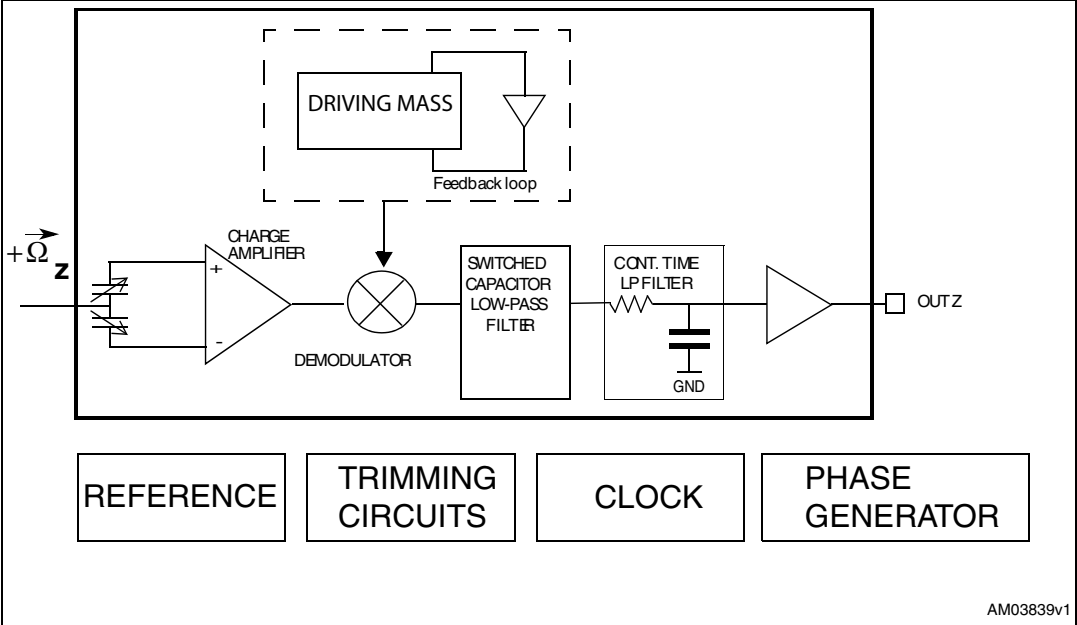 DRIVING MASS
Feedback loop
+Ω
z
CHARGE
AMPLIFIER
+
-
DEMODULATOR
SWITCHED
CAPACITOR
LOW-PASS
FILTER
CONT. TIME
LP FILTER
GND
OUT Z
REFERENCE
TRIMMING
CIRCUITS
CLOCK
PHASE
GENERATOR
AM03839v1